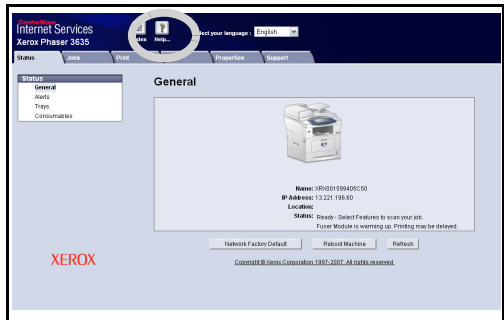 CentreWare
Internet Services
Xerox Phaser 3635
Help...
Select your language : English
Status Jobs Print Properties Support
Status
General
Alerts
Trays
Consumables
General
Name: XRX001599405C50
IP Address: 13.221.196.60
Location:
Status: Ready - Select Features to scan your job.
Fuser Module is warming up. Printing may be delayed.
Network Factory Default Reboot Machine Refresh
XEROX
Copyright © Xerox Corporation 1997-2007. All rights reserved.